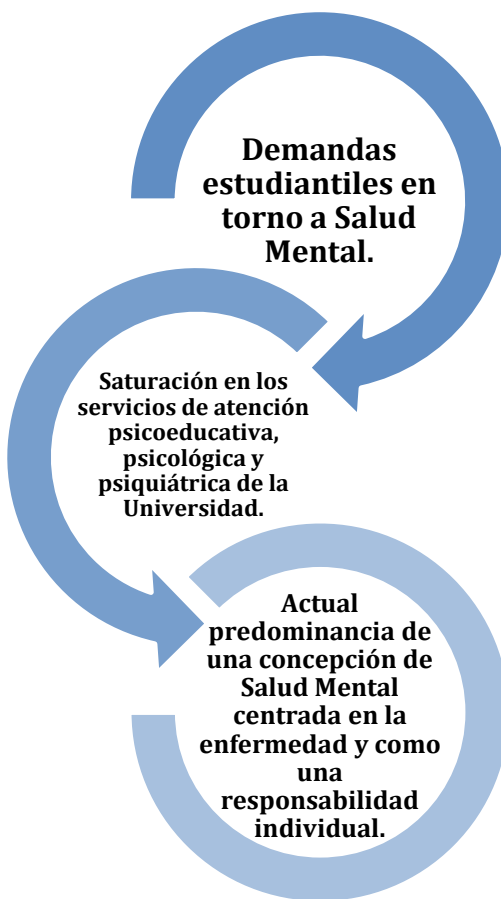 Demandas
estudiantiles en
torno a Salud
Mental.
Saturación en los
servicios de atención
psicoeducativa,
psicológica y
psiquiátrica de la
Universidad.
Actual
predominancia de
una concepción de
Salud Mental
centrada en la
enfermedad y como
una
responsabilidad
individual.